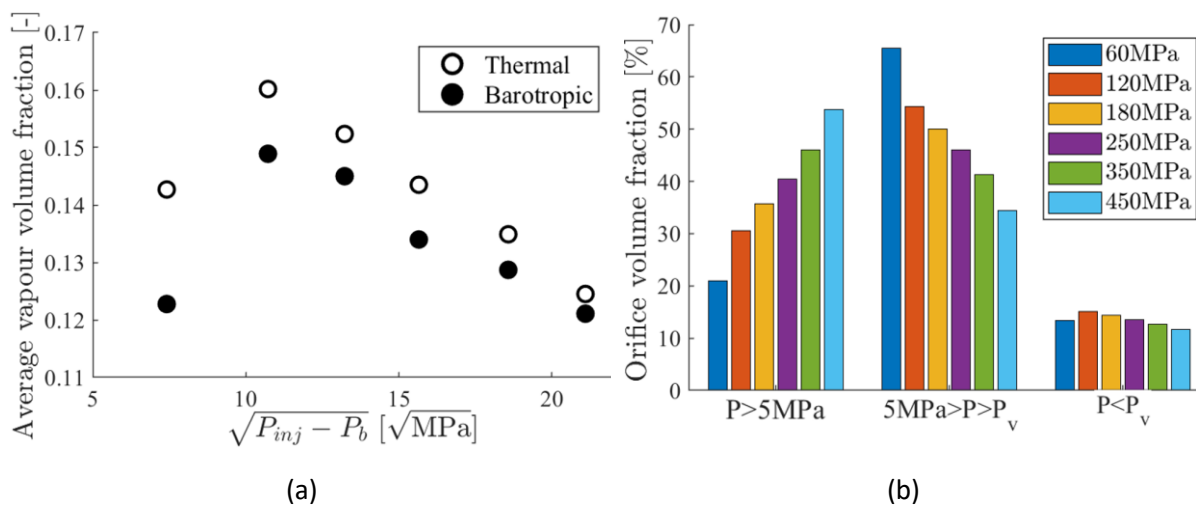 Average vapour volume fraction [-]
0.17
0.16
0.15
0.14
0.13
0.12
0.11
5
10
15
20
√P_inj − P_b [√MPa]
Thermal
Barotropic
(a)
Orifice volume fraction [%]
70
60
50
40
30
20
10
0
P>5MPa
5MPa>P>P_v
P<P_v
60MPa
120MPa
180MPa
250MPa
350MPa
450MPa
(b)